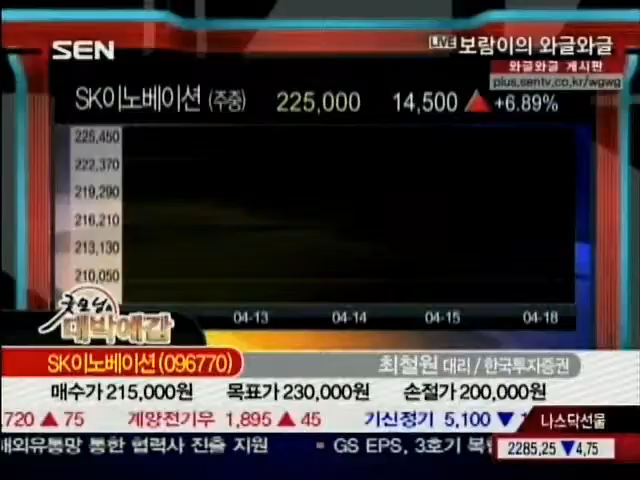 SEN
LIVE 보람이의 와글와글
와글와글 게시판
plus.sentv.co.kr/wgwg
SK이노베이션 (주중) 225,000 14,500 ▲ +6.89%
225,450
222,370
219,290
216,210
213,130
210,050
04-13 04-14 04-15 04-18
대박예감
SK이노베이션(096770)
최철원 대리 / 한국투자증권
매수가 215,000원 목표가 230,000원 손절가 200,000원
720 ▲ 75 계양전기우 1,895 ▲ 45 기신정기 5,100 ▼
나스닥선물
해외유통망 통한 협력사 진출 지원 ▪ GS EPS, 3호기 복
2285,25 ▼4,75